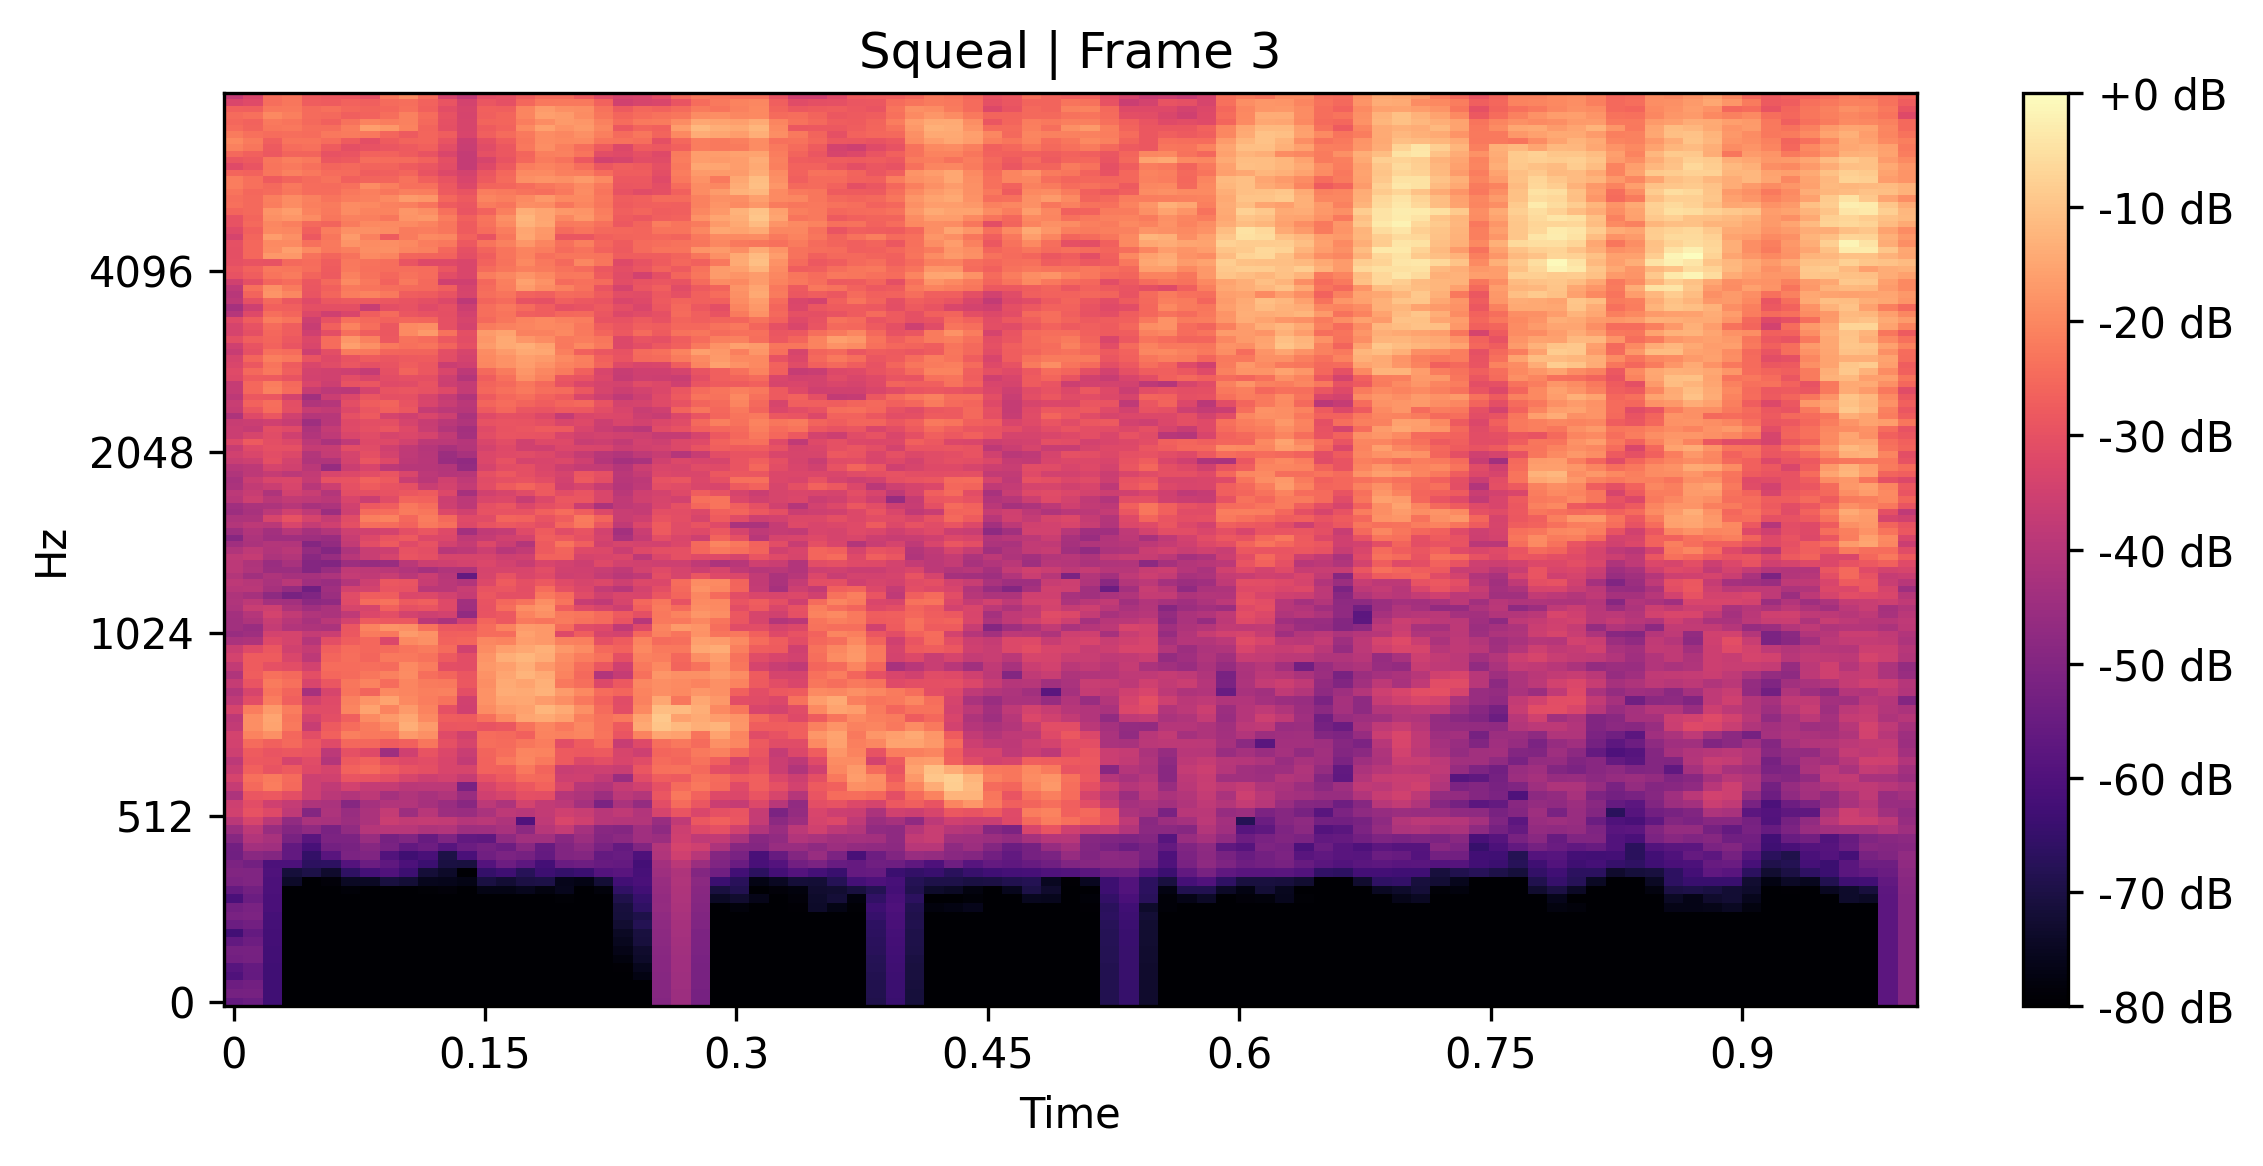 Squeal | Frame 3
+0 dB
-10 dB
-20 dB
-30 dB
-40 dB
-50 dB
-60 dB
-70 dB
-80 dB
4096
2048
1024
512
0
Hz
0 0.15 0.3 0.45 0.6 0.75 0.9
Time